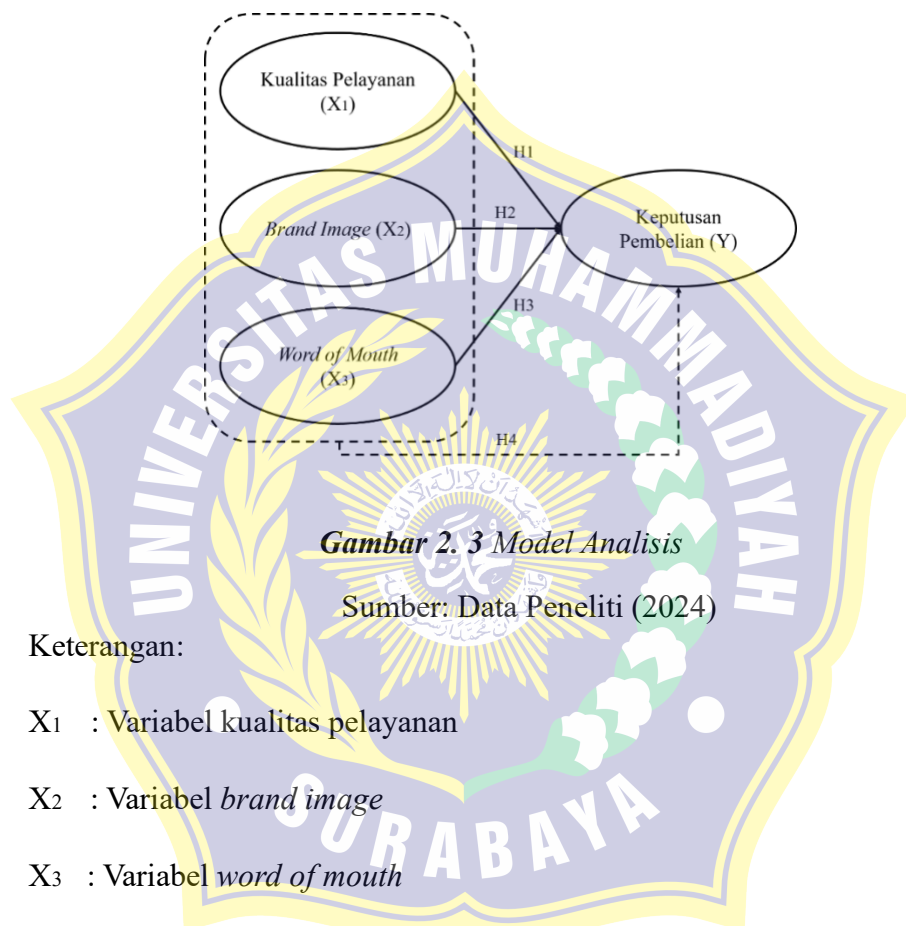 Kualitas Pelayanan
(X1)
H1
Brand Image (X2)
H2
Keputusan
Pembelian (Y)
H3
Word of Mouth
(X3)
H4
UNIVERSITAS MUHAMMADIYAH
SURABAYA
Gambar 2. 3 Model Analisis
Sumber: Data Peneliti (2024)
Keterangan:
X1 : Variabel kualitas pelayanan
X2 : Variabel brand image
X3 : Variabel word of mouth